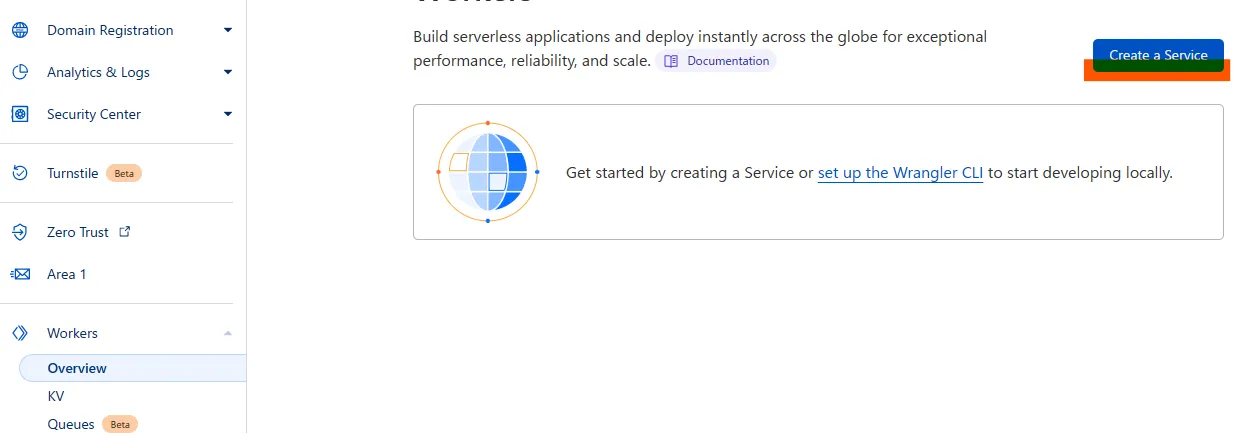 Domain Registration
Analytics & Logs
Security Center
Turnstile Beta
Zero Trust
Area 1
Workers
Overview
KV
Queues Beta
Workers
Build serverless applications and deploy instantly across the globe for exceptional
performance, reliability, and scale. Documentation
Create a Service
Get started by creating a Service or set up the Wrangler CLI to start developing locally.